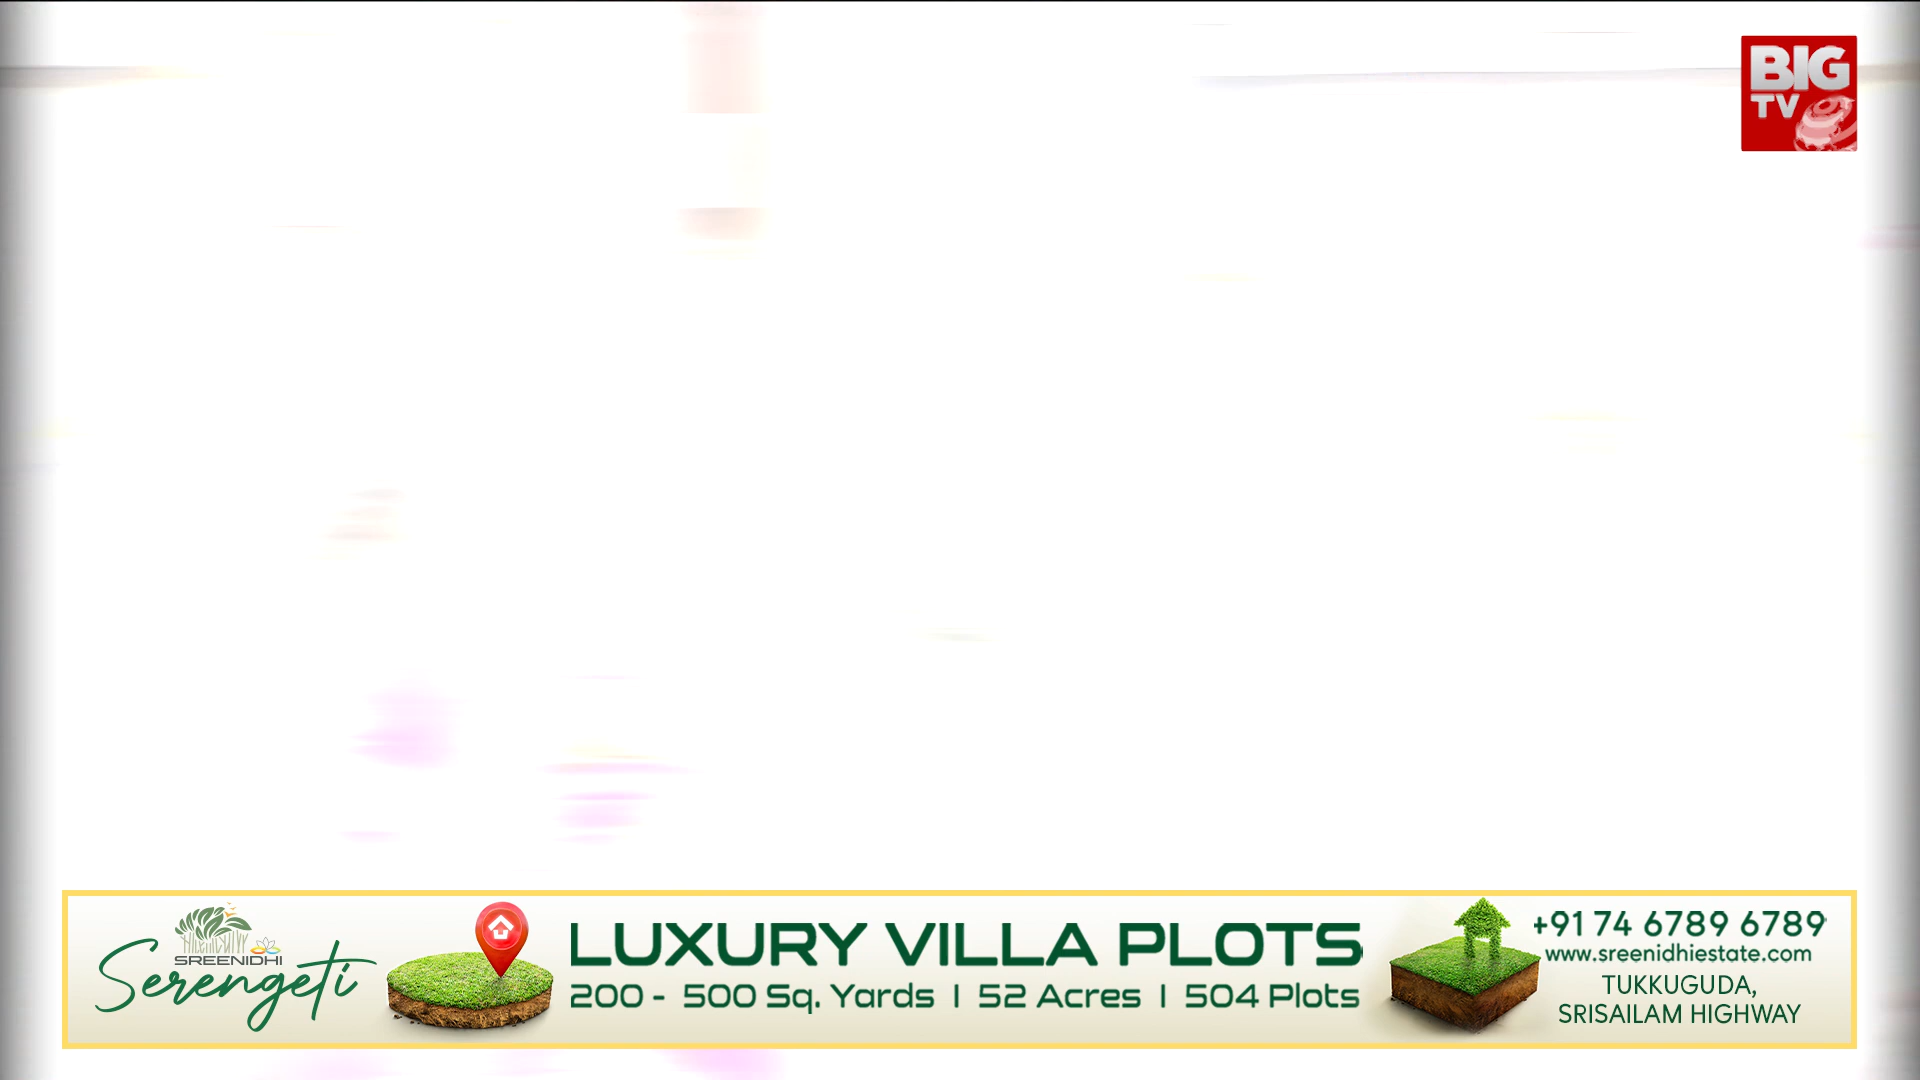 BIG
TV
SREENIDHI
Serengeti
LUXURY VILLA PLOTS
200 - 500 Sq. Yards | 52 Acres | 504 Plots
+91 74 6789 6789
www.sreenidhiestate.com
TUKKUGUDA,
SRISAILAM HIGHWAY